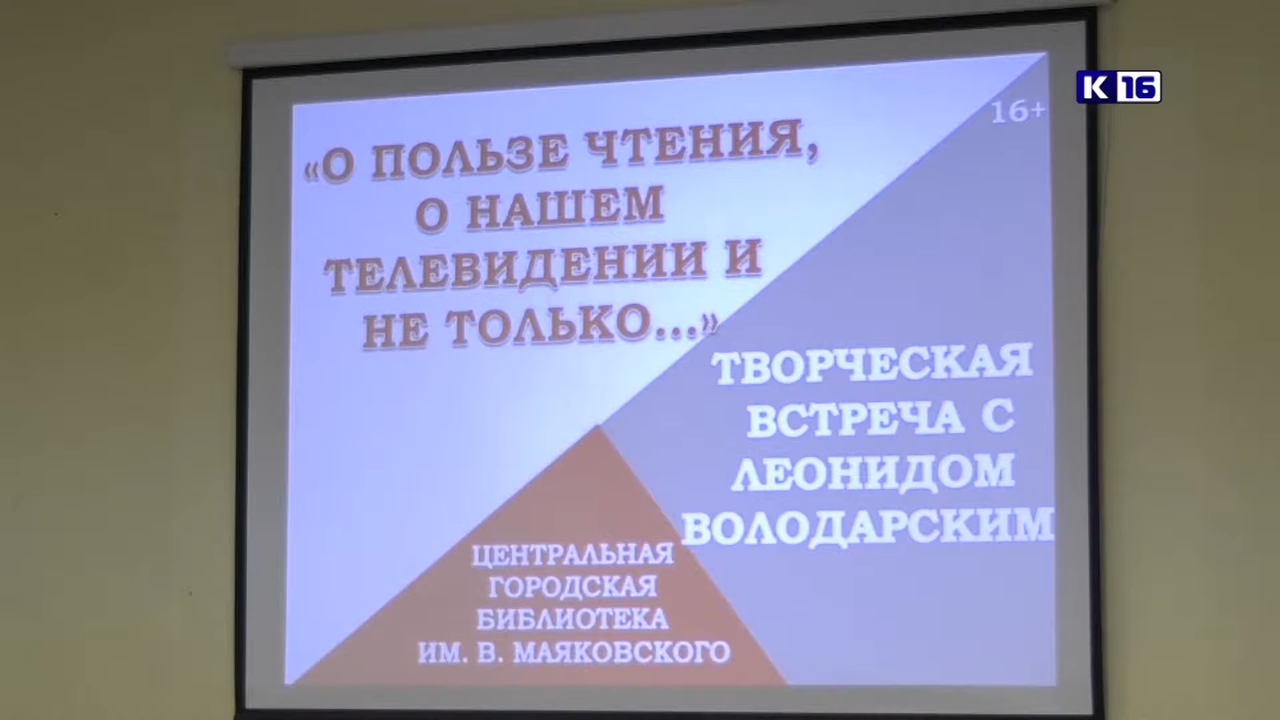 К 16
16+
«О ПОЛЬЗЕ ЧТЕНИЯ,
О НАШЕМ
ТЕЛЕВИДЕНИИ И
НЕ ТОЛЬКО...»
ТВОРЧЕСКАЯ
ВСТРЕЧА С
ЛЕОНИДОМ
ВОЛОДАРСКИМ
ЦЕНТРАЛЬНАЯ
ГОРОДСКАЯ
БИБЛИОТЕКА
ИМ. В. МАЯКОВСКОГО